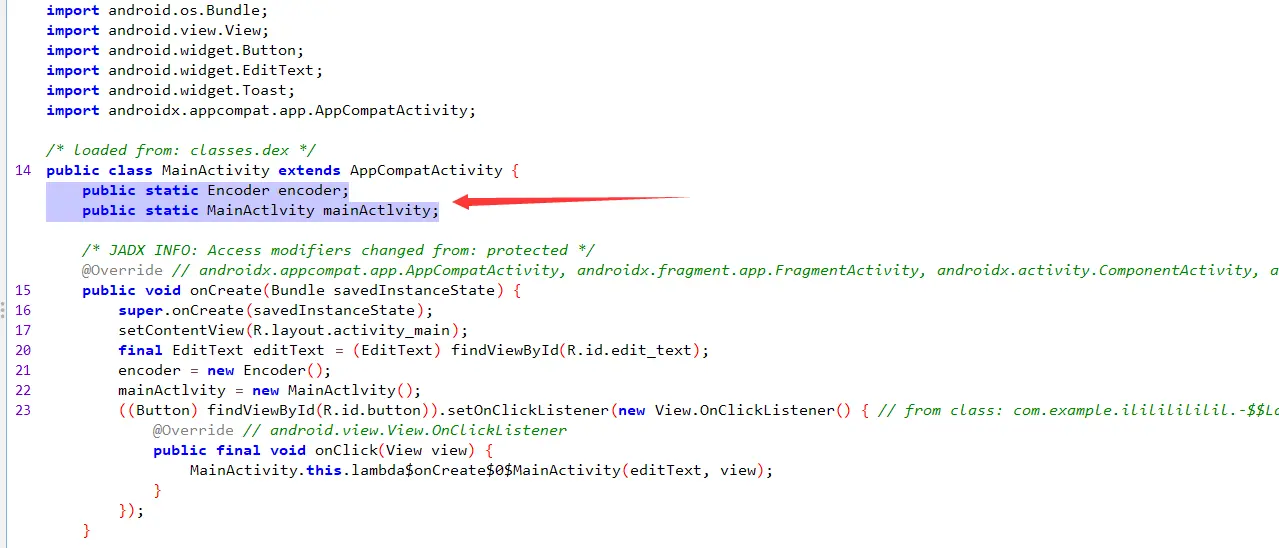 import android.os.Bundle;
import android.view.View;
import android.widget.Button;
import android.widget.EditText;
import android.widget.Toast;
import androidx.appcompat.app.AppCompatActivity;
/* loaded from: classes.dex */
14 public class MainActivity extends AppCompatActivity {
public static Encoder encoder;
public static MainActlvity mainActlvity;
/* JADX INFO: Access modifiers changed from: protected */
@Override // androidx.appcompat.app.AppCompatActivity, androidx.fragment.app.FragmentActivity, androidx.activity.ComponentActivity, a
15 public void onCreate(Bundle savedInstanceState) {
16 super.onCreate(savedInstanceState);
17 setContentView(R.layout.activity_main);
20 final EditText editText = (EditText) findViewById(R.id.edit_text);
21 encoder = new Encoder();
22 mainActlvity = new MainActlvity();
23 ((Button) findViewById(R.id.button)).setOnClickListener(new View.OnClickListener() { // from class: com.example.ilililililil.-$$La
@Override // android.view.View.OnClickListener
public final void onClick(View view) {
MainActivity.this.lambda$onCreate$0$MainActivity(editText, view);
}
});
}